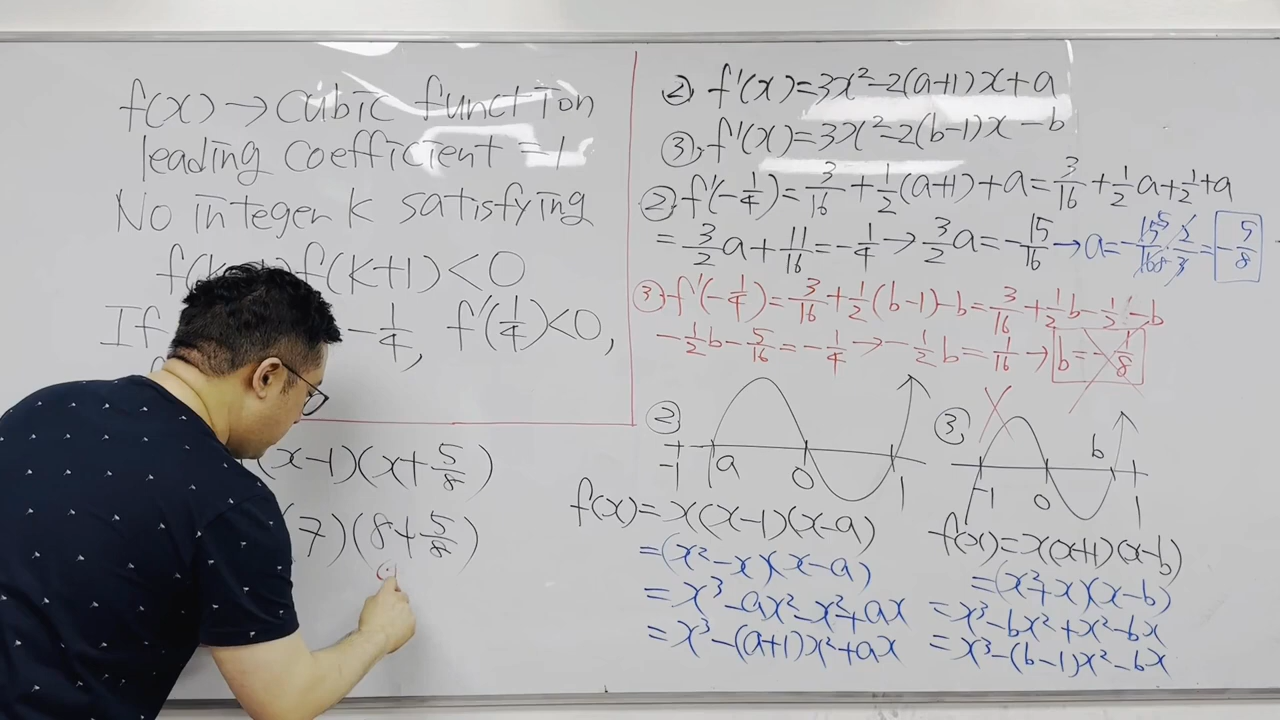 f(x)→cubic function
leading coefficient=1
No integer k satisfying
f(k f(k+1)<0
If -1/4, f'(1/4)<0,
(x-1)(x+5/8)
(7)(8+5/8)
②, f'(x)=3x²-2(a+1)x+a
③, f'(x)=3x²-2(b-1)x-b
②, f'(-1/4)=3/16+1/2(a+1)+a=3/16+1/2a+1/2+a
=3/2a+11/16=-1/4→3/2a=-15/16→a=-15/16·2/3=-5/8
③, f'(-1/4)=3/16+1/2(b-1)-b=3/16+1/2b-1/2-b
-1/2b-5/16=-1/4→-1/2b=1/16→b=-1/8
②
-1 a 0 1
f(x)=x(x-1)(x-a)
=(x²-x)(x-a)
=x³-ax²-x²+ax
=x³-(a+1)x²+ax
③,
-1 0 b 1
f(x)=x(x+1)(x-b)
=(x²+x)(x-b)
=x³-bx²+x²-bx
=x³-(b-1)x²-bx